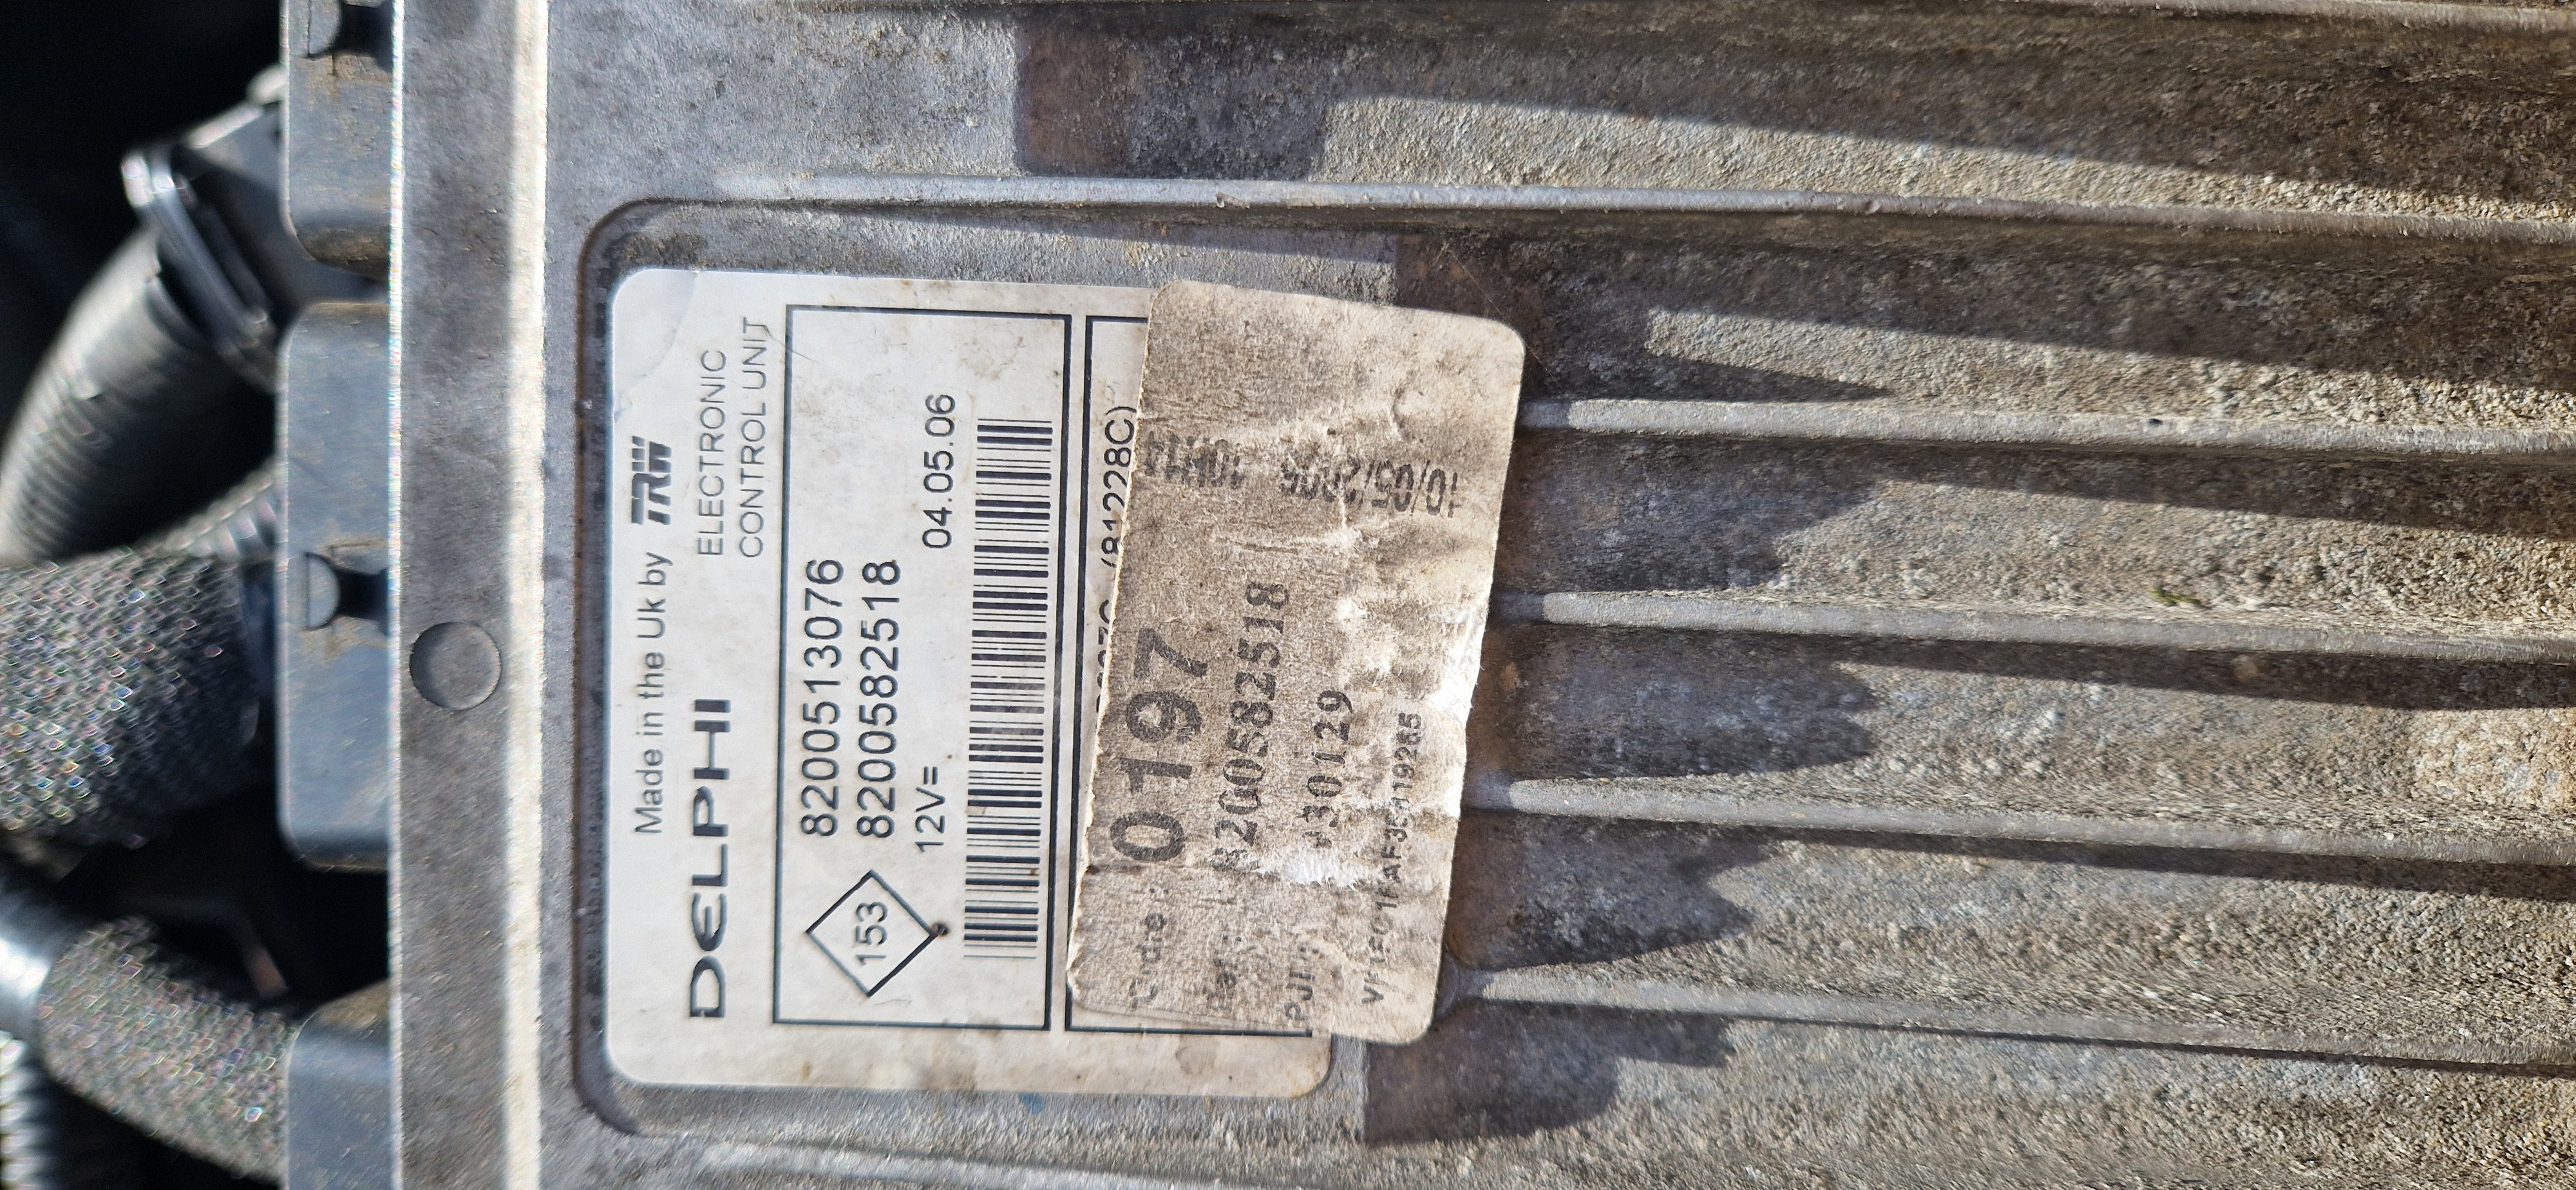 Made in the Uk by TRW
DELPHI
ELECTRONIC
CONTROL UNIT
153
8200513076
8200582518
12V=
04.05.06
(81228C)
0197
8200582518
30129
10/05/2006